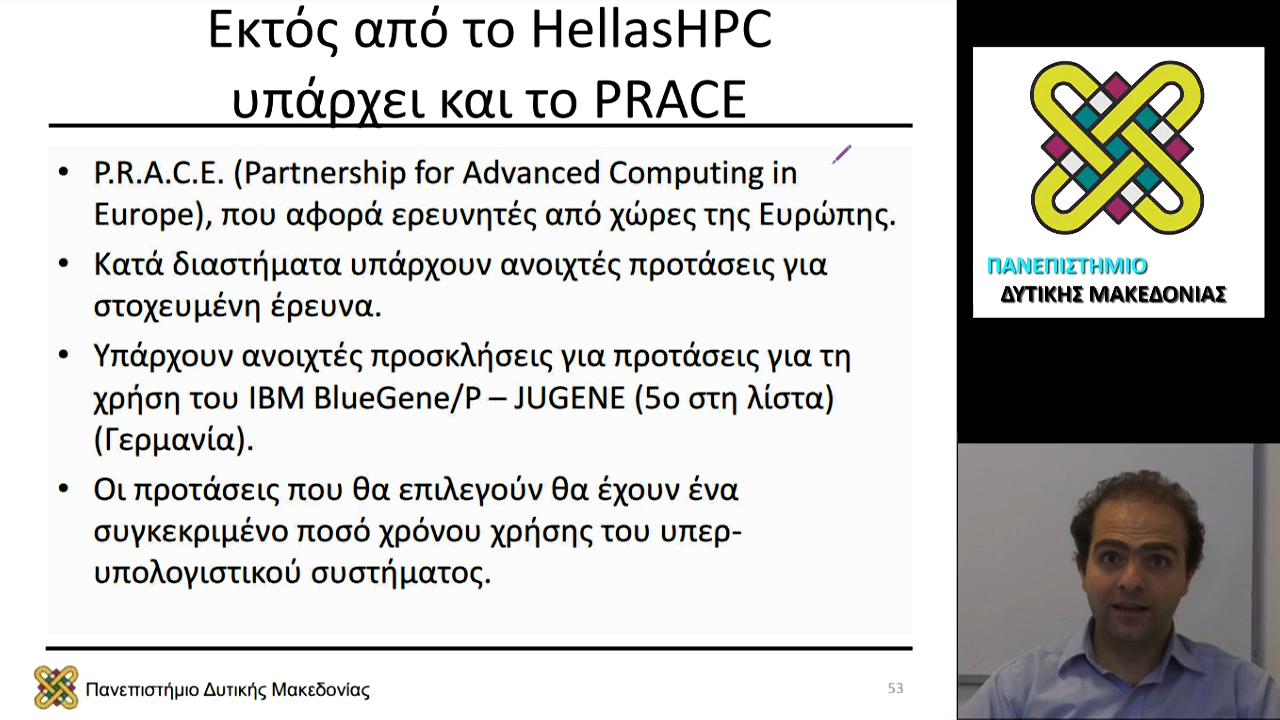 Εκτός από το HellasHPC
υπάρχει και το PRACE
• P.R.A.C.E. (Partnership for Advanced Computing in
Europe), που αφορά ερευνητές από χώρες της Ευρώπης.
• Κατά διαστήματα υπάρχουν ανοιχτές προτάσεις για
στοχευμένη έρευνα.
• Υπάρχουν ανοιχτές προσκλήσεις για προτάσεις για τη
χρήση του IBM BlueGene/P – JUGENE (5ο στη λίστα)
(Γερμανία).
• Οι προτάσεις που θα επιλεγούν θα έχουν ένα
συγκεκριμένο ποσό χρόνου χρήσης του υπερ-
υπολογιστικού συστήματος.
Πανεπιστήμιο Δυτικής Μακεδονίας
53
ΠΑΝΕΠΙΣΤΗΜΙΟ
ΔΥΤΙΚΗΣ ΜΑΚΕΔΟΝΙΑΣ